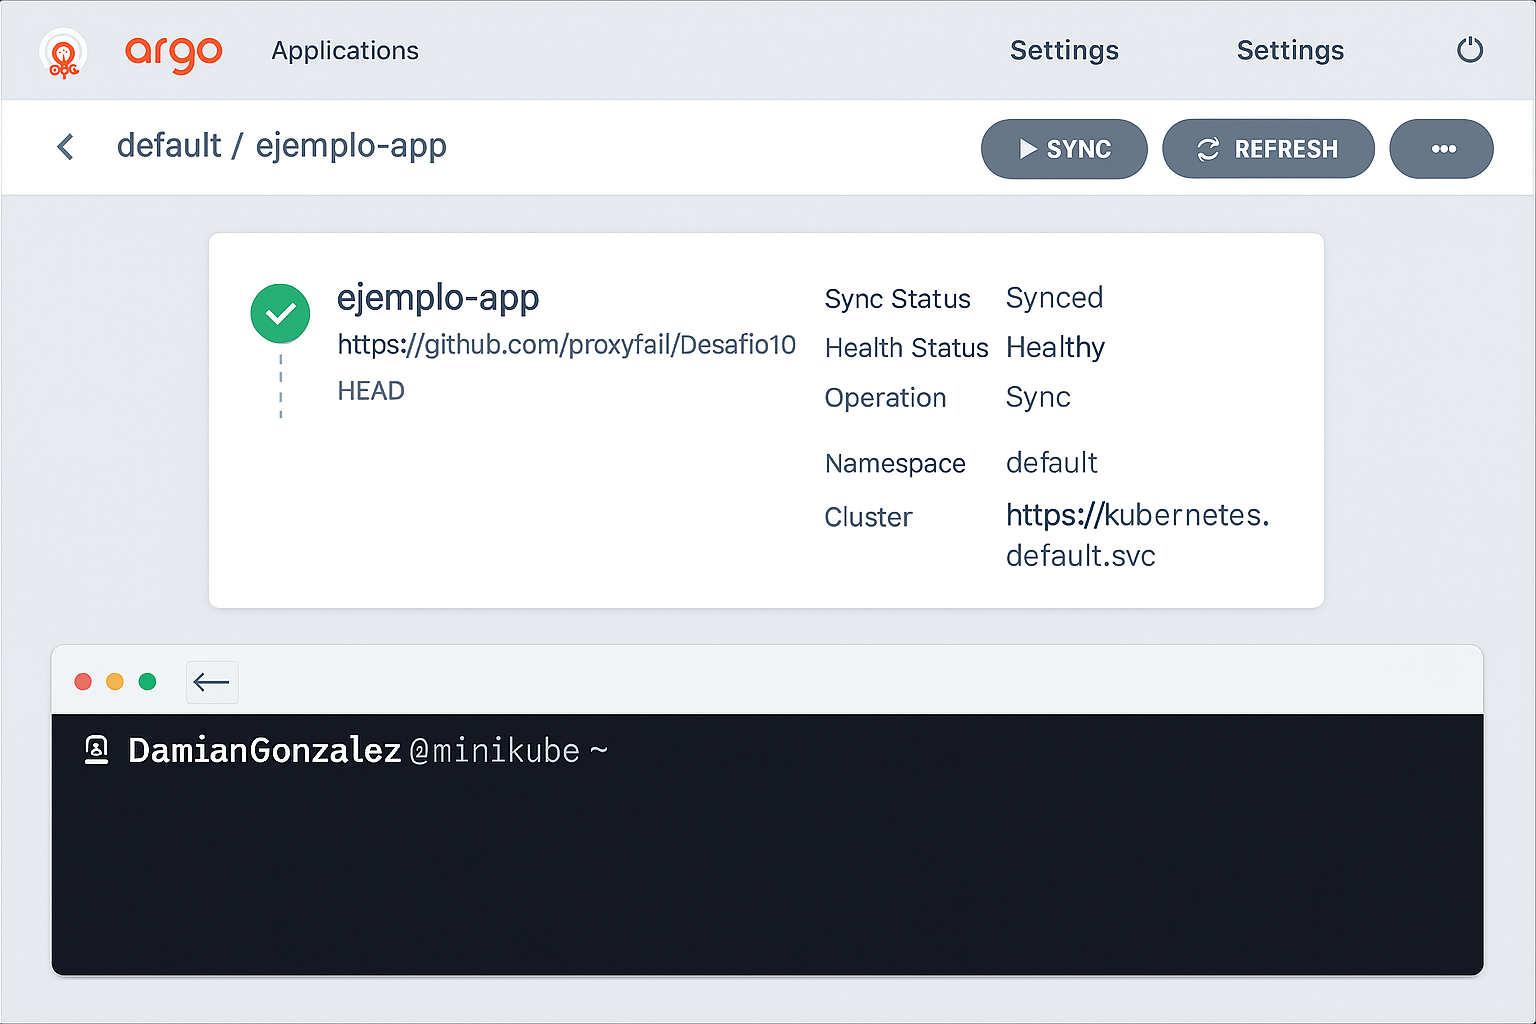 argo Applications Settings Settings
default / ejemplo-app SYNC REFRESH
ejemplo-app
https://github.com/proxyfail/Desafio10
HEAD
Sync Status Synced
Health Status Healthy
Operation Sync
Namespace default
Cluster https://kubernetes.
default.svc
DamianGonzalez@minikube ~